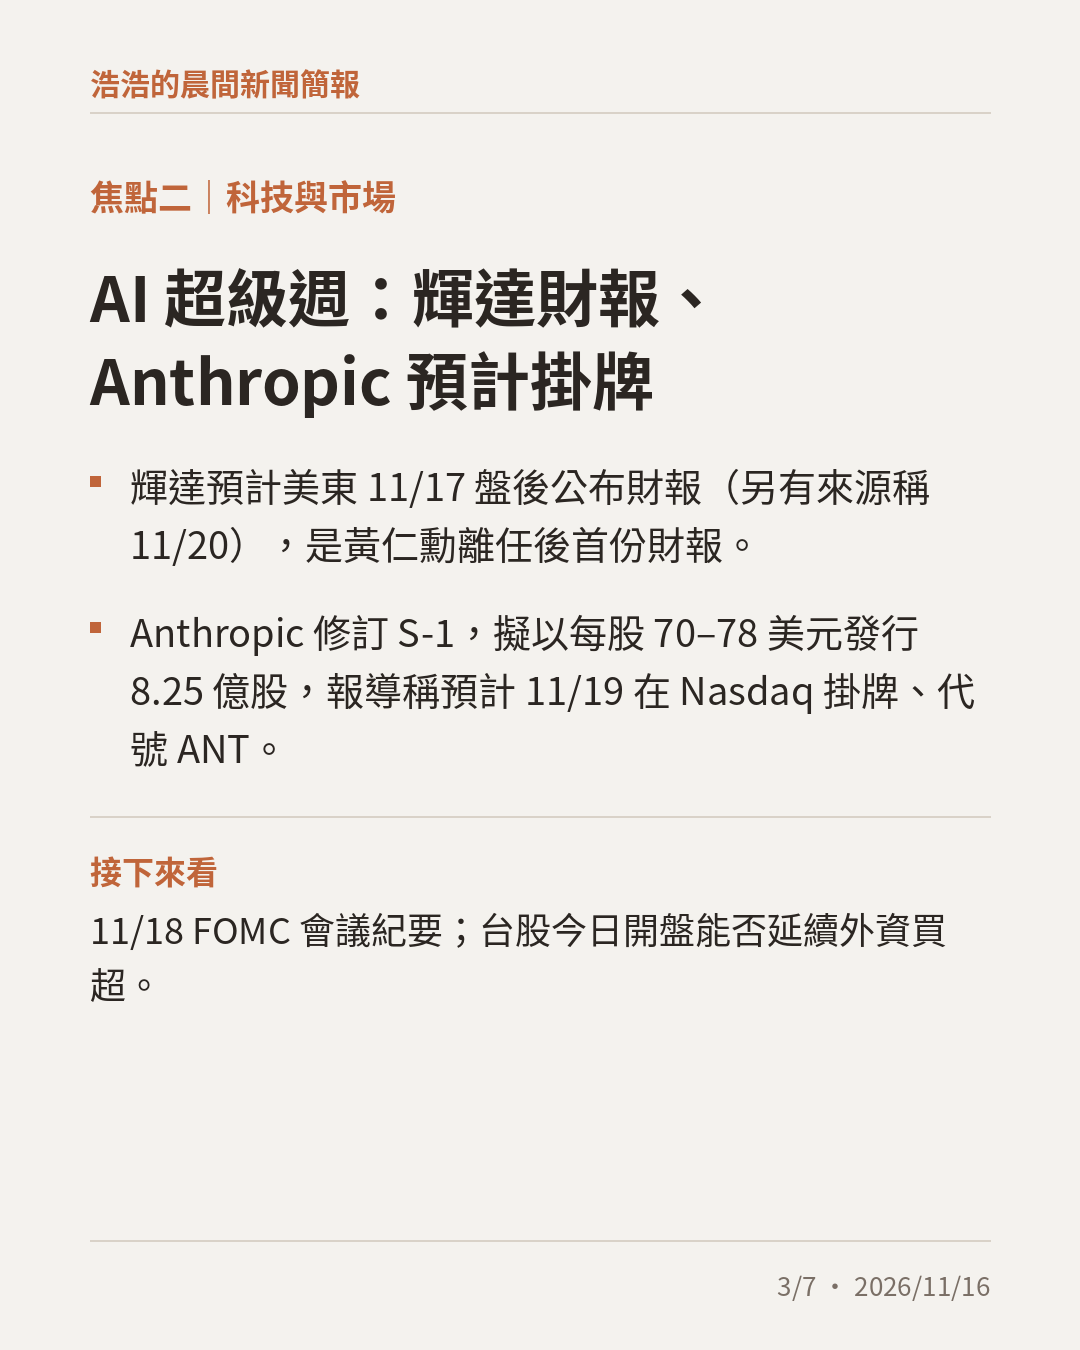 浩浩的晨間新聞簡報
焦點二｜科技與市場
AI 超級週：輝達財報、
Anthropic 預計掛牌
輝達預計美東 11/17 盤後公布財報（另有來源稱
11/20），是黃仁勳離任後首份財報。
Anthropic 修訂 S-1，擬以每股 70–78 美元發行
8.25 億股，報導稱預計 11/19 在 Nasdaq 掛牌、代
號 ANT。
接下來看
11/18 FOMC 會議紀要；台股今日開盤能否延續外資買
超。
3/7 · 2026/11/16